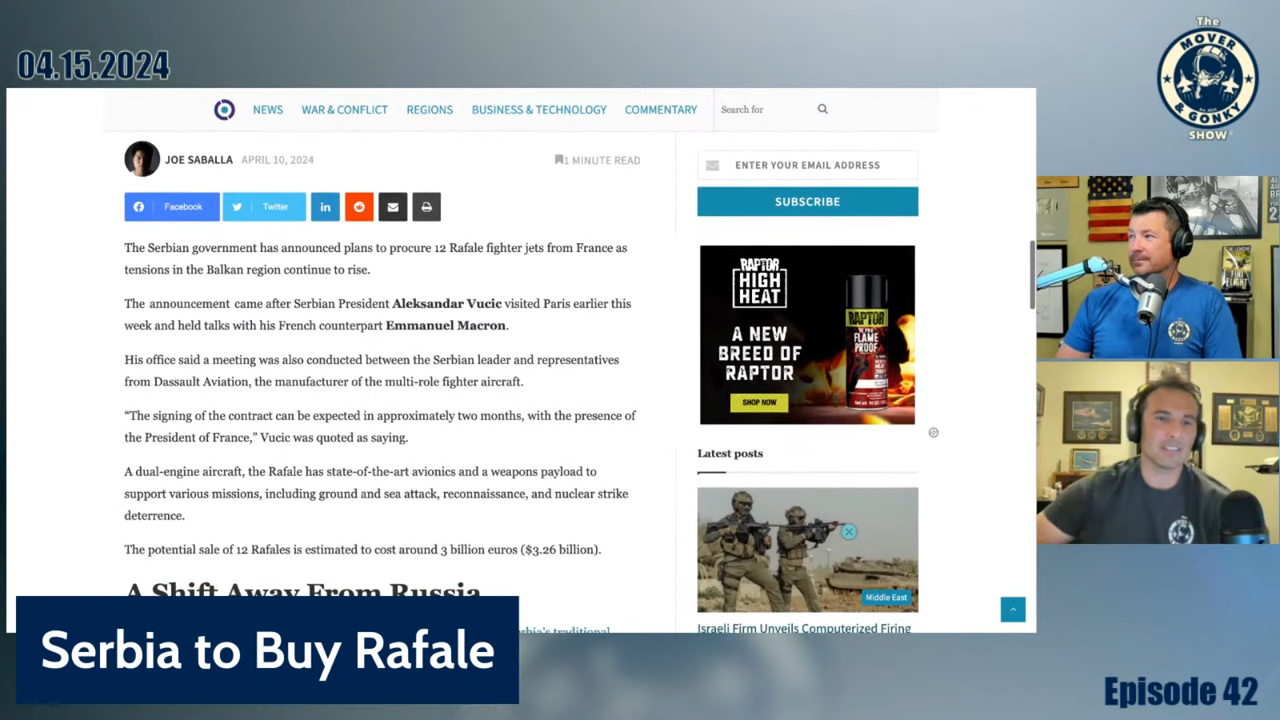 04.15.2024
The
MOVER
& GONKY
SHOW
NEWS
WAR & CONFLICT
REGIONS
BUSINESS & TECHNOLOGY
COMMENTARY
Search for
JOE SABALLA
APRIL 10, 2024
1 MINUTE READ
Facebook
Twitter
in
The Serbian government has announced plans to procure 12 Rafale fighter jets from France as
tensions in the Balkan region continue to rise.
The announcement came after Serbian President Aleksandar Vucic visited Paris earlier this
week and held talks with his French counterpart Emmanuel Macron.
His office said a meeting was also conducted between the Serbian leader and representatives
from Dassault Aviation, the manufacturer of the multi-role fighter aircraft.
“The signing of the contract can be expected in approximately two months, with the presence of
the President of France,” Vucic was quoted as saying.
A dual-engine aircraft, the Rafale has state-of-the-art avionics and a weapons payload to
support various missions, including ground and sea attack, reconnaissance, and nuclear strike
deterrence.
The potential sale of 12 Rafales is estimated to cost around 3 billion euros ($3.26 billion).
A Shift Away From Russia
traditional
ENTER YOUR EMAIL ADDRESS
SUBSCRIBE
RAPTOR
HIGH
HEAT
A NEW
BREED OF
RAPTOR
SHOP NOW
RAPTOR
FLAME
PROOF
Latest posts
Middle East
Israeli Firm Unveils Computerized Firing
Serbia to Buy Rafale
Episode 42